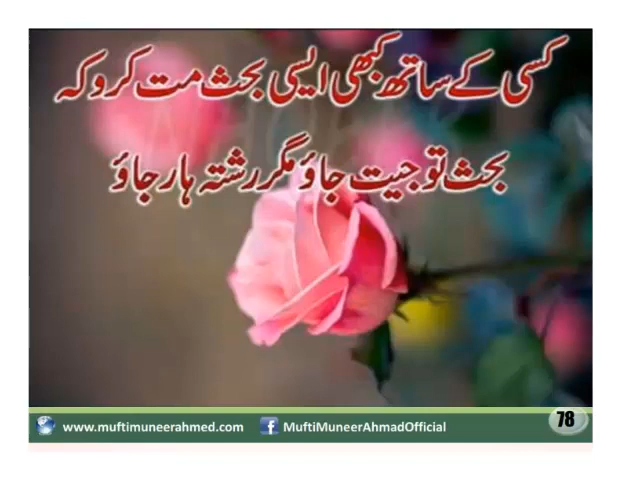 کسی کے ساتھ کبھی ایسی بحث مت کرو کہ
بحث تو جیت جاؤ مگر رشتہ ہار جاؤ
www.muftimuneerahmed.com MuftiMuneerAhmadOfficial 78